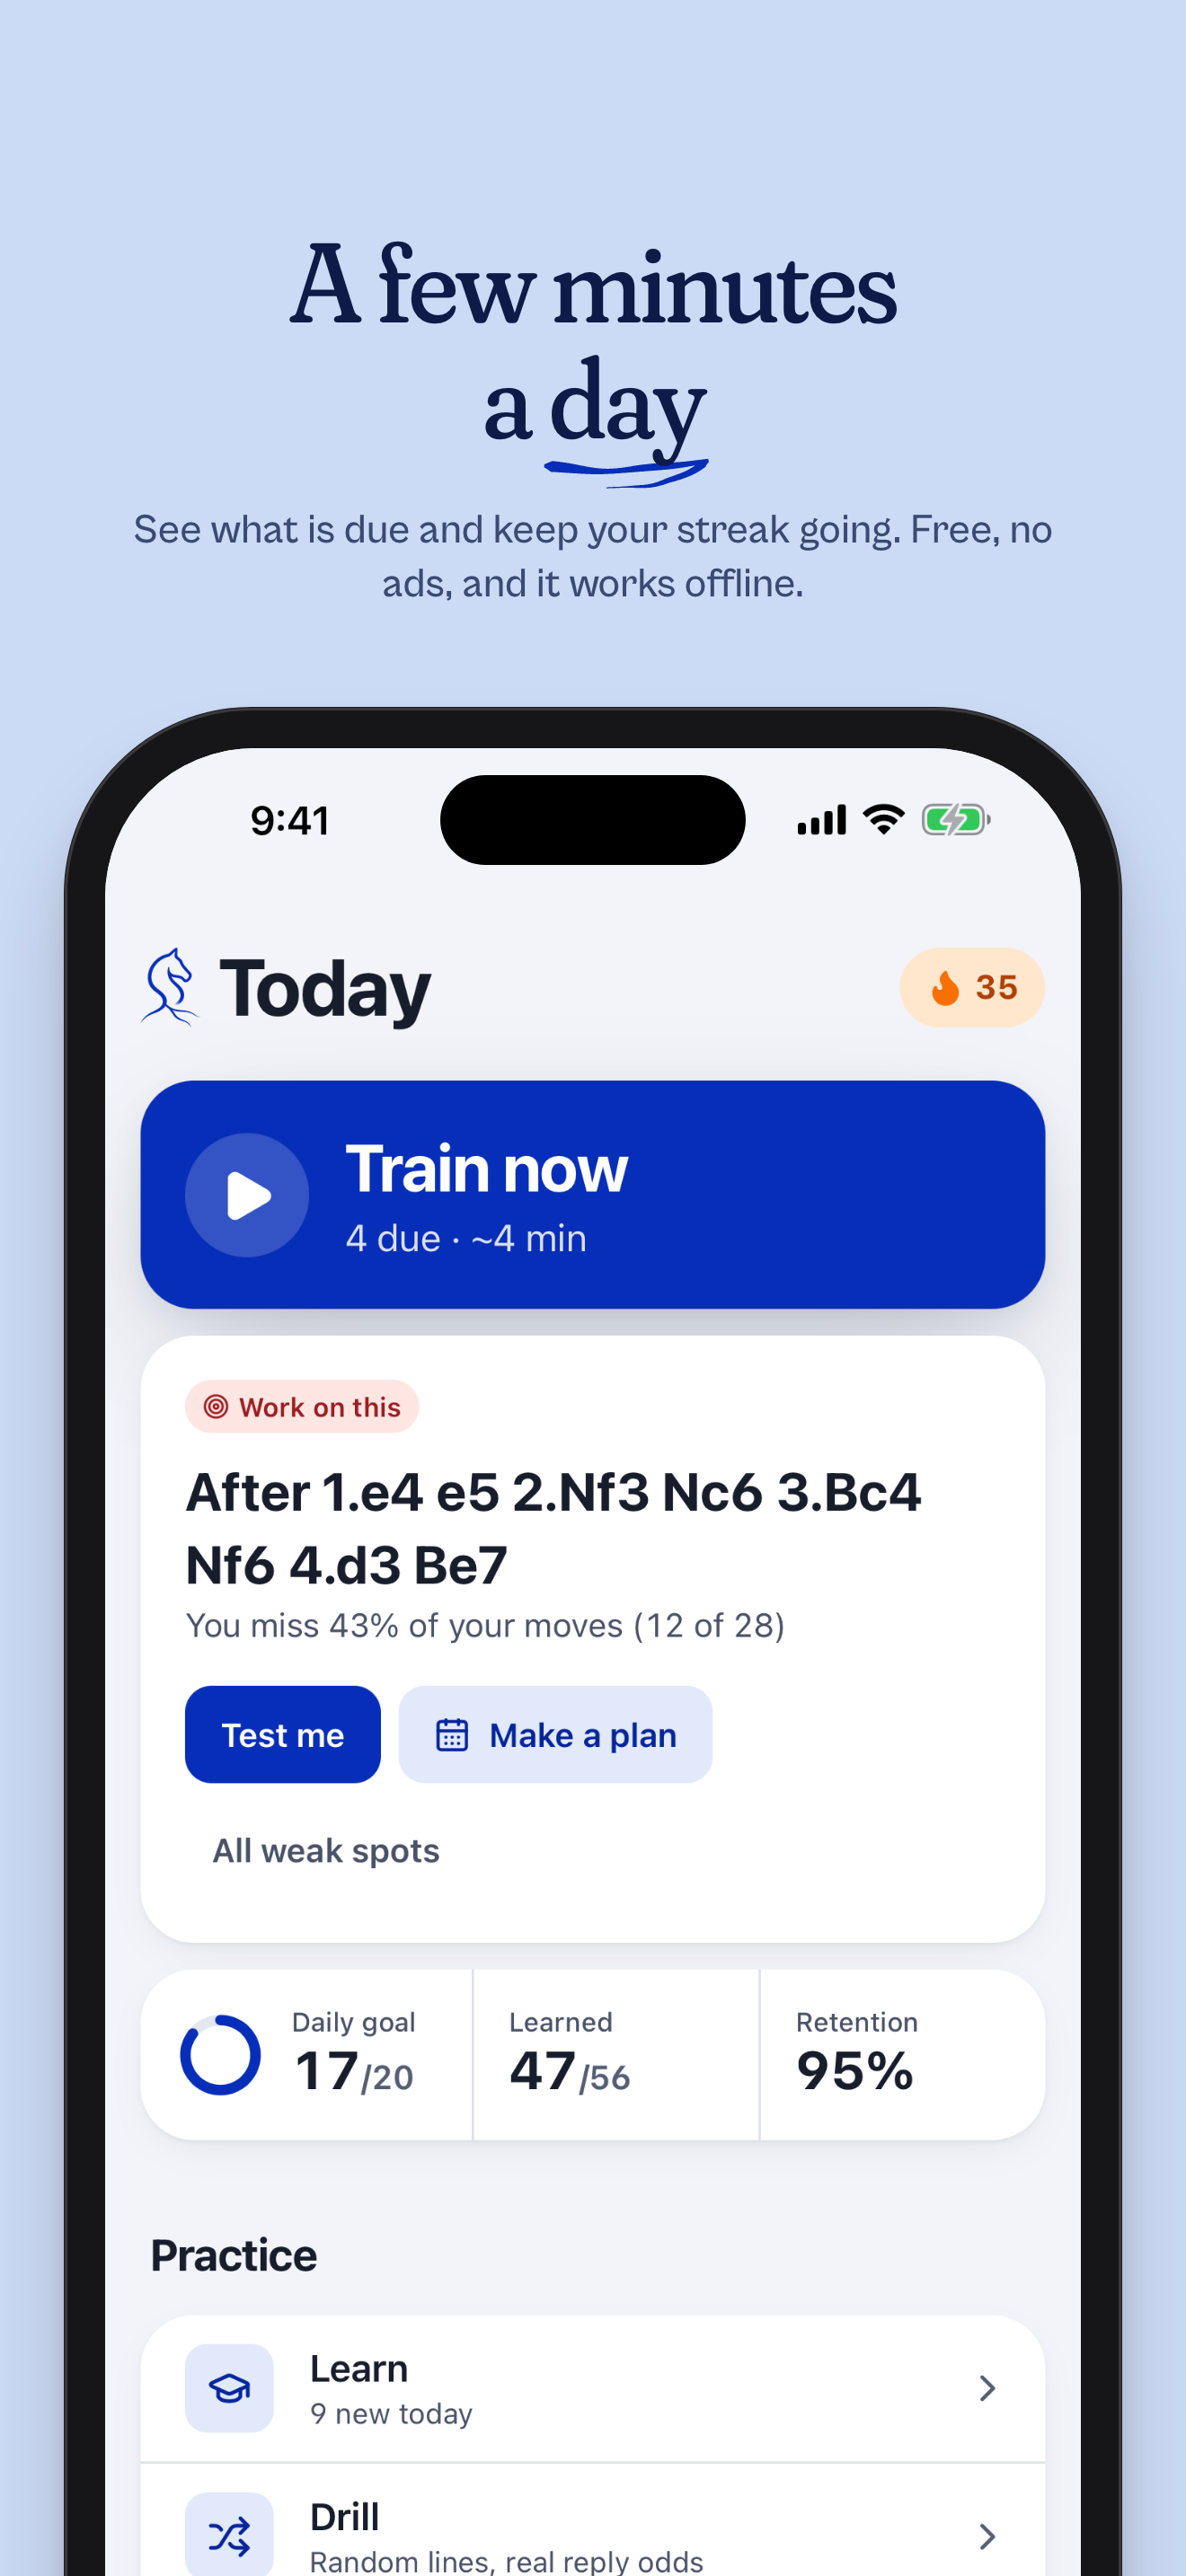 A few minutes
a day
See what is due and keep your streak going. Free, no
ads, and it works offline.
9:41
Today
35
Train now
4 due · ~4 min
Work on this
After 1.e4 e5 2.Nf3 Nc6 3.Bc4
Nf6 4.d3 Be7
You miss 43% of your moves (12 of 28)
Test me
Make a plan
All weak spots
Daily goal
17/20
Learned
47/56
Retention
95%
Practice
Learn
9 new today
Drill
Random lines, real reply odds